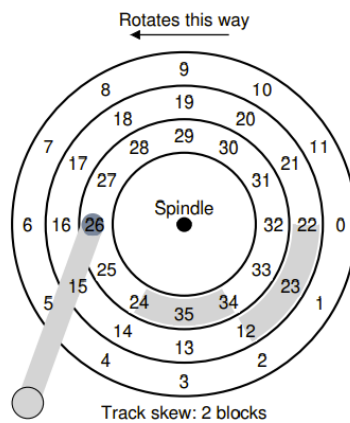 Rotates this way
9
8 10
19
7 18 20 11
29
17 28 30 21
27 31
Spindle
6 16 26 32 22 0
25 33
5 15 24 34 23 1
35
14 12
13
4 2
3
Track skew: 2 blocks